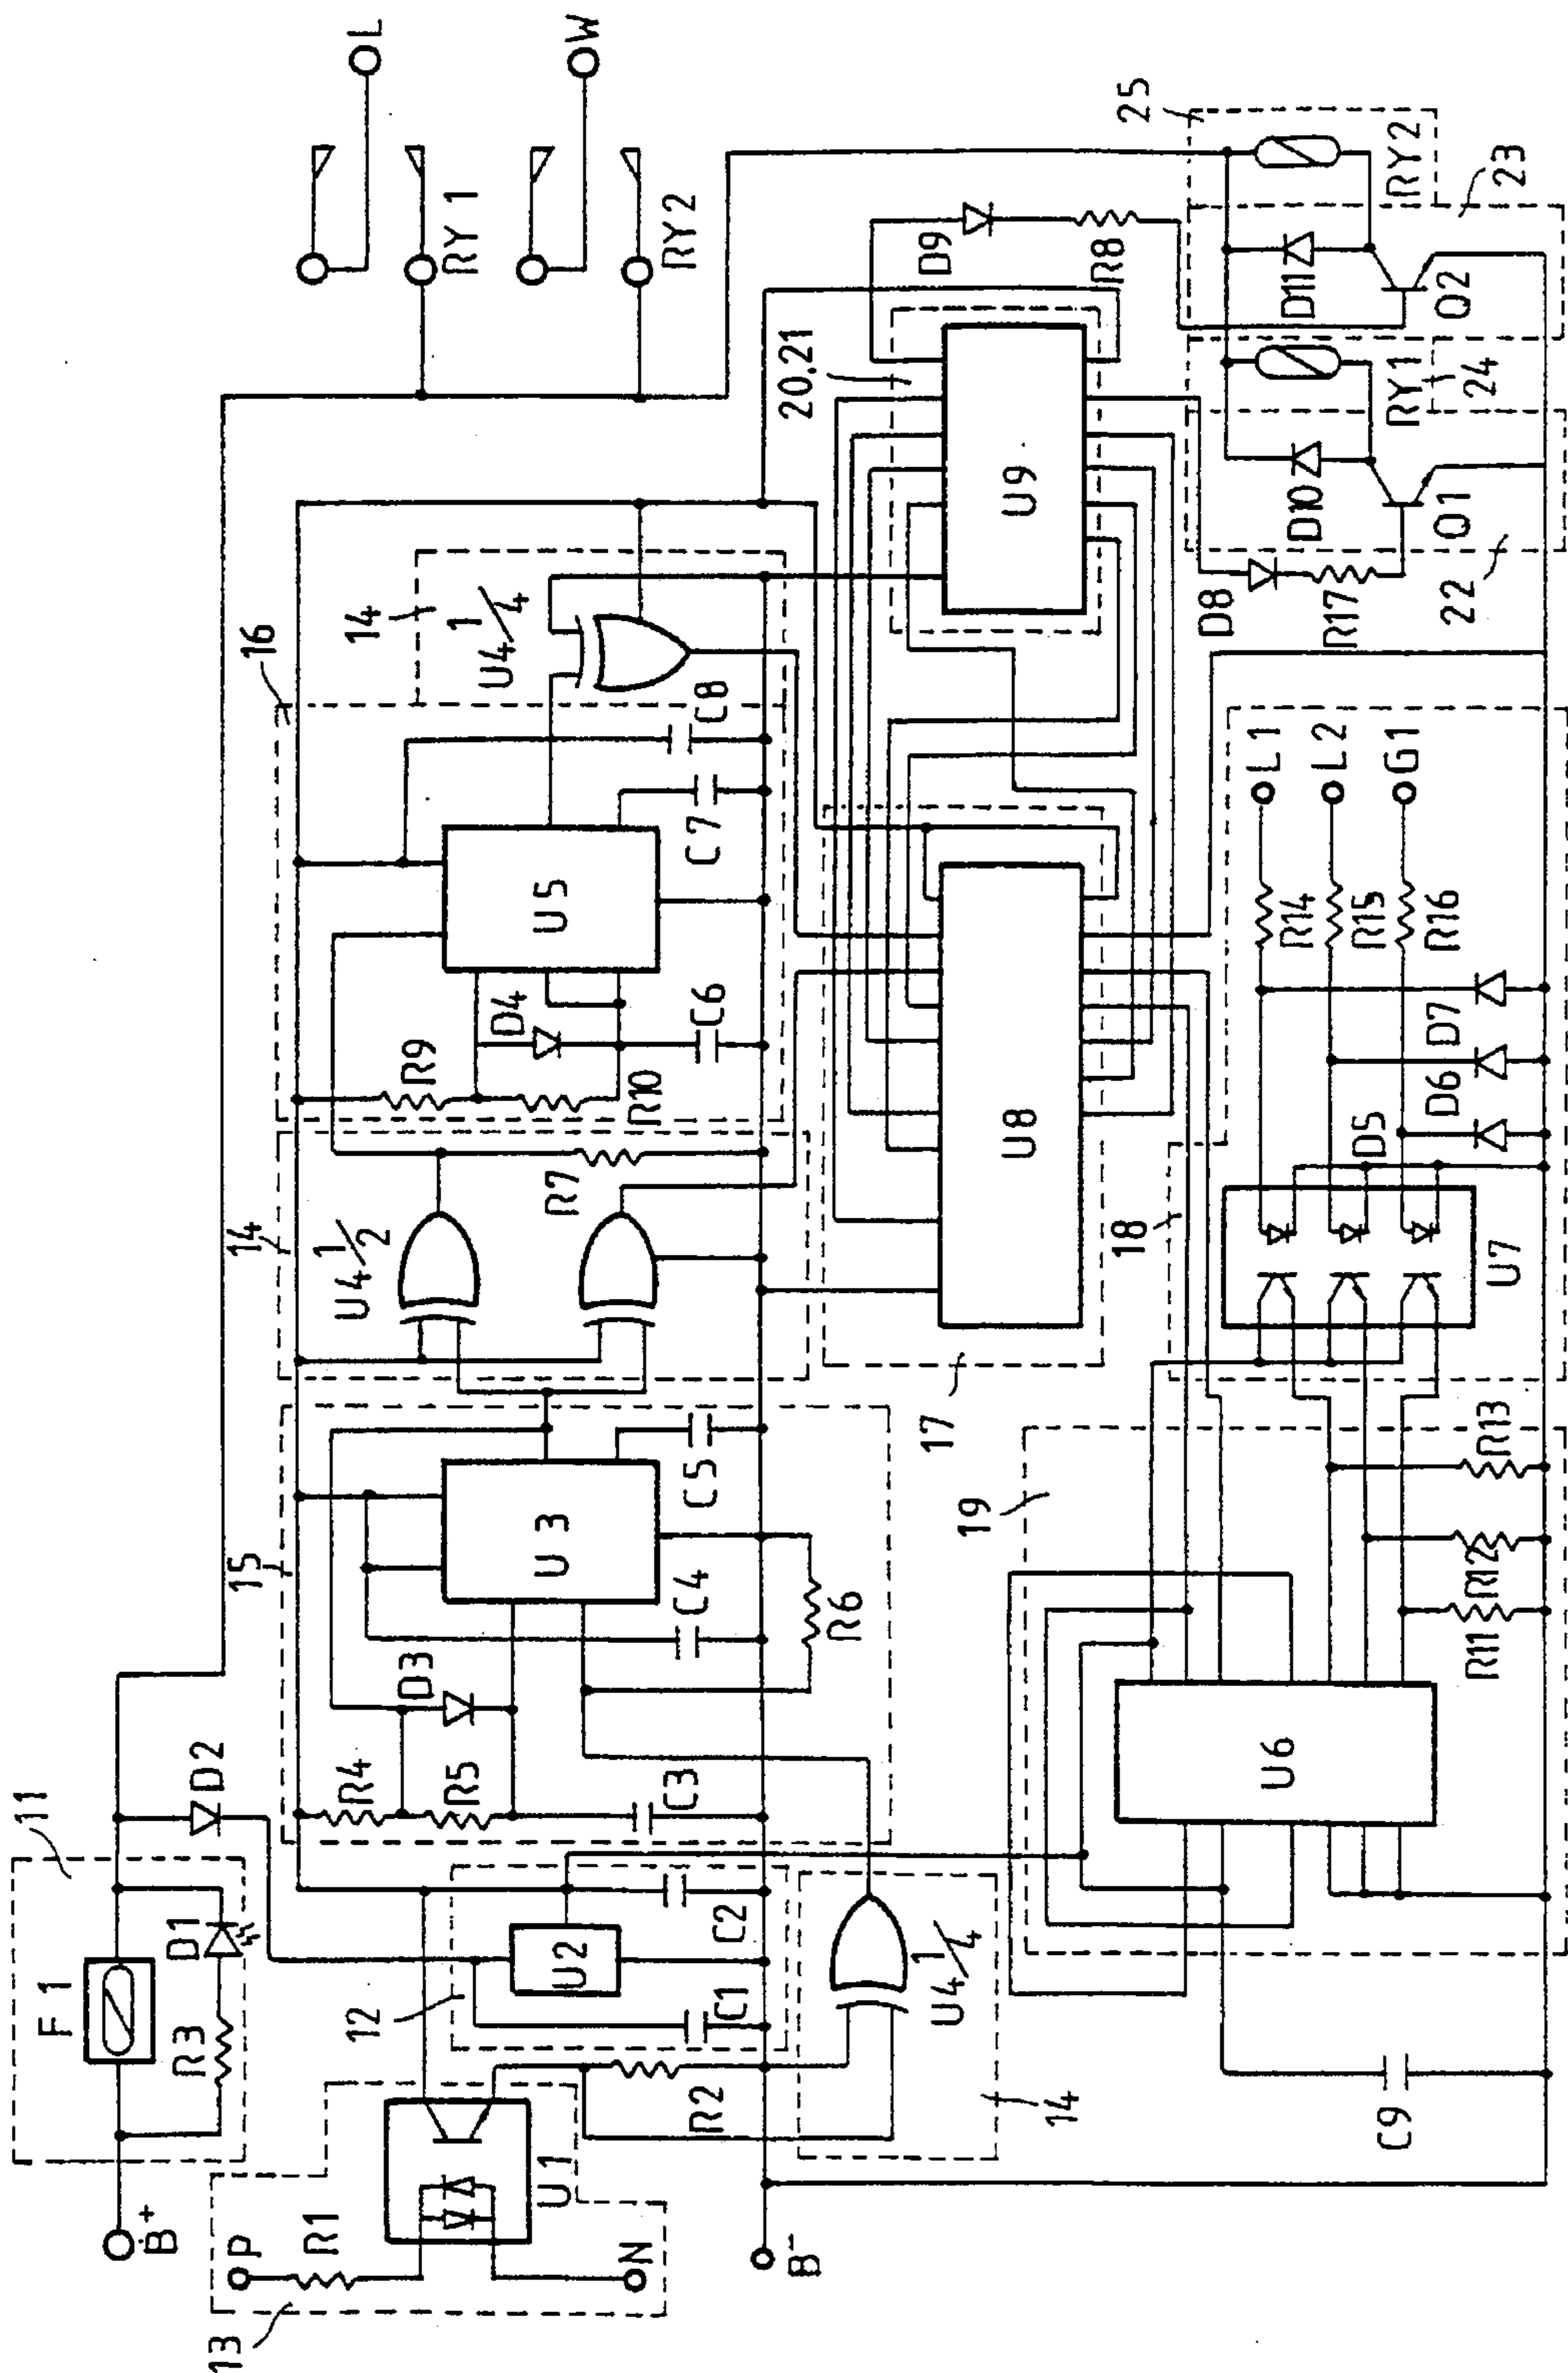 11
F 1
D1
R3
D2
B+
P
R1
13
N
U1
12
U2
C1
C2
R2
B-
14
U4 1/4
15
R4
D3
R5
C3
U 3
C4
C5
R6
14
U4 1/2
R7
16
R9
D4
R10
C6
U5
C7
C8
14
U4 1/4
L
RY 1
W
RY2
17
U8
20,21
U9
D9
R8
25
RY2
23
D11
Q2
RY1
24
D10
Q1
22
D8
R17
18
L1
L2
G1
R14
R15
R16
D7
D6
D5
U7
19
R13
R12
R11
U6
C9